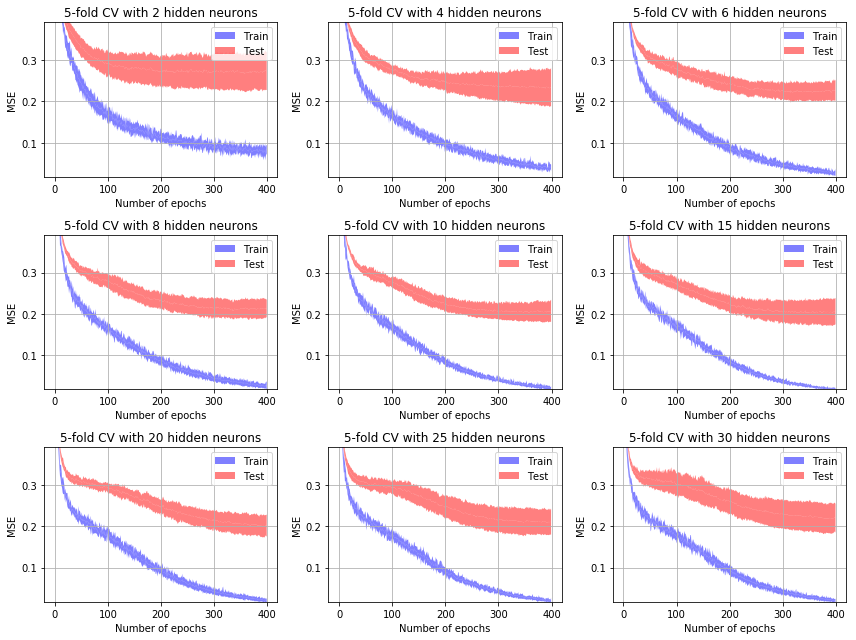 5-fold CV with 2 hidden neurons
Train
Test
0.3
0.2
0.1
MSE
0 100 200 300 400
Number of epochs
5-fold CV with 4 hidden neurons
Train
Test
0.3
0.2
0.1
MSE
0 100 200 300 400
Number of epochs
5-fold CV with 6 hidden neurons
Train
Test
0.3
0.2
0.1
MSE
0 100 200 300 400
Number of epochs
5-fold CV with 8 hidden neurons
Train
Test
0.3
0.2
0.1
MSE
0 100 200 300 400
Number of epochs
5-fold CV with 10 hidden neurons
Train
Test
0.3
0.2
0.1
MSE
0 100 200 300 400
Number of epochs
5-fold CV with 15 hidden neurons
Train
Test
0.3
0.2
0.1
MSE
0 100 200 300 400
Number of epochs
5-fold CV with 20 hidden neurons
Train
Test
0.3
0.2
0.1
MSE
0 100 200 300 400
Number of epochs
5-fold CV with 25 hidden neurons
Train
Test
0.3
0.2
0.1
MSE
0 100 200 300 400
Number of epochs
5-fold CV with 30 hidden neurons
Train
Test
0.3
0.2
0.1
MSE
0 100 200 300 400
Number of epochs